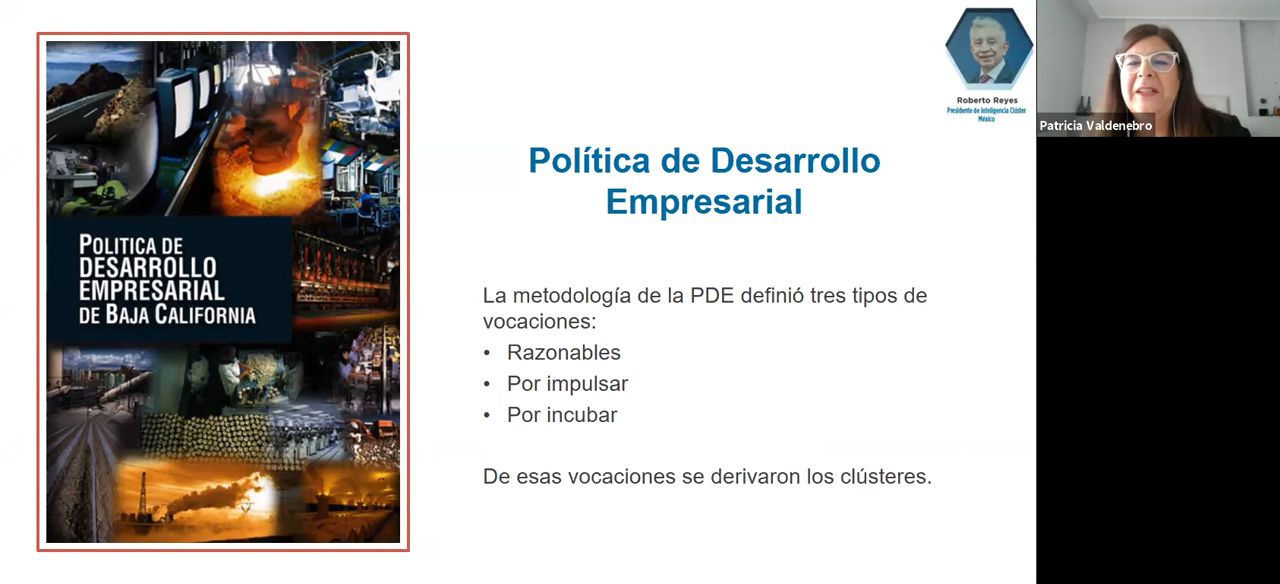 POLITICA DE
DESARROLLO
EMPRESARIAL
DE BAJA CALIFORNIA
Política de Desarrollo
Empresarial
La metodología de la PDE definió tres tipos de
vocaciones:
• Razonables
• Por impulsar
• Por incubar
De esas vocaciones se derivaron los clústeres.
Roberto Reyes
Presidente de Inteligencia Clúster
México
Patricia Valdenebro